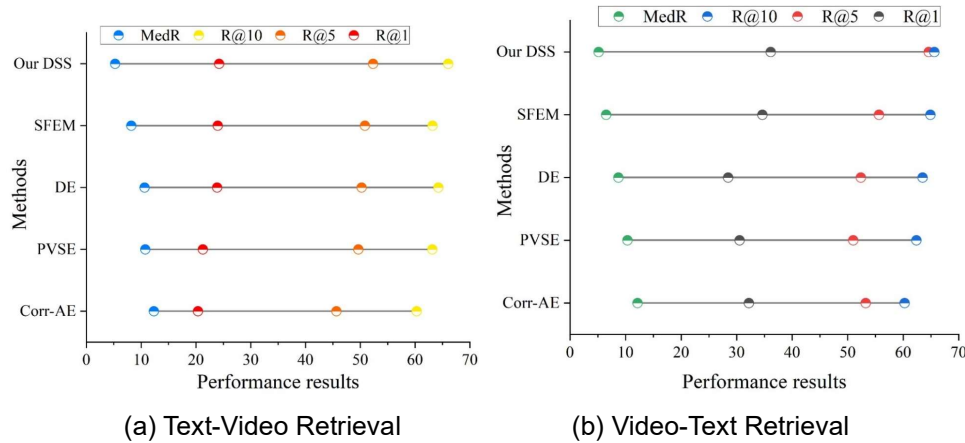 MedR R@10 R@5 R@1
Our DSS
SFEM
DE
PVSE
Corr-AE
Methods
0 10 20 30 40 50 60 70
Performance results
(a) Text-Video Retrieval
MedR R@10 R@5 R@1
Our DSS
SFEM
DE
PVSE
Corr-AE
Methods
0 10 20 30 40 50 60 70
Performance results
(b) Video-Text Retrieval